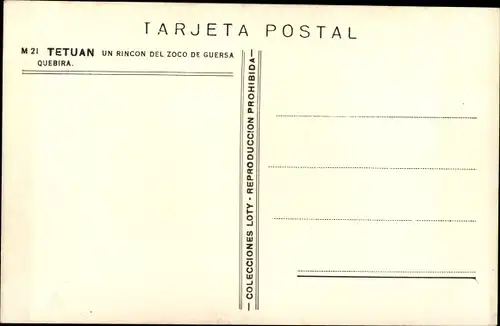 TARJETA POSTAL
M 21 TETUAN UN RINCON DEL ZOCO DE GUERSA
QUEBIRA.
COLECCIONES LOTY - REPRODUCCION PROHIBIDA